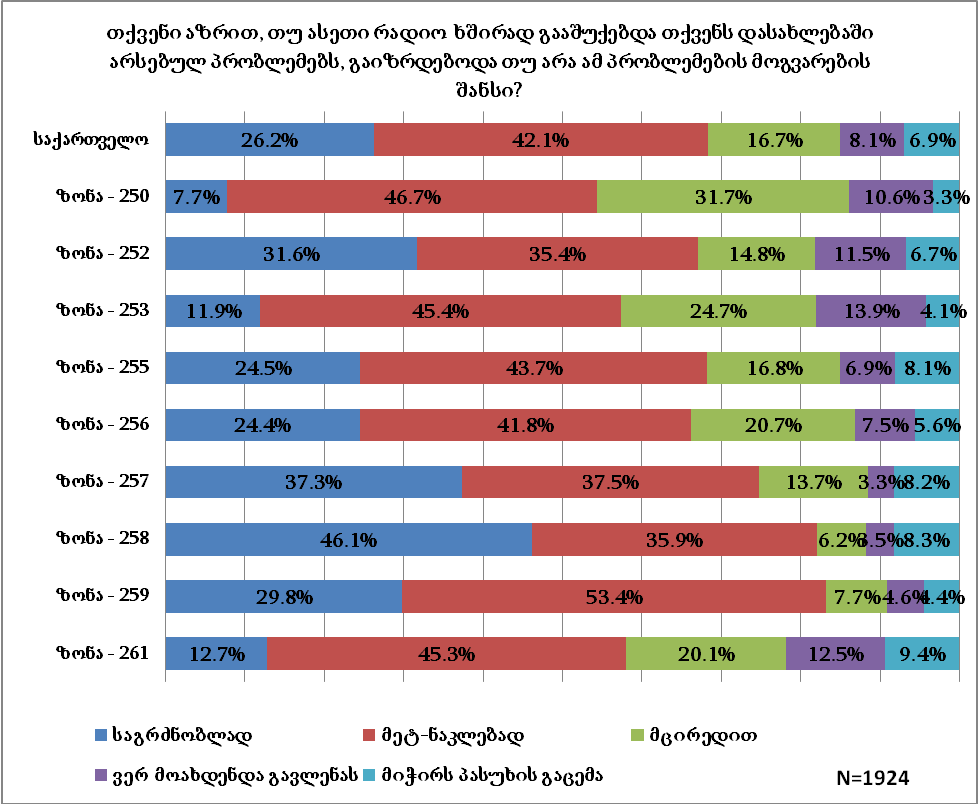 თქვენი აზრით, თუ ასეთი რადიო ხშირად გააშუქებდა თქვენს დასახლებაში
არსებულ პრობლემებს, გაიზრდებოდა თუ არა ამ პრობლემების მოგვარების
შანსი?
საქართველო 26.2% 42.1% 16.7% 8.1% 6.9%
ზონა - 250 7.7% 46.7% 31.7% 10.6% 3.3%
ზონა - 252 31.6% 35.4% 14.8% 11.5% 6.7%
ზონა - 253 11.9% 45.4% 24.7% 13.9% 4.1%
ზონა - 255 24.5% 43.7% 16.8% 6.9% 8.1%
ზონა - 256 24.4% 41.8% 20.7% 7.5% 5.6%
ზონა - 257 37.3% 37.5% 13.7% 3.3% 8.2%
ზონა - 258 46.1% 35.9% 6.2% 3.5% 8.3%
ზონა - 259 29.8% 53.4% 7.7% 4.6% 4.4%
ზონა - 261 12.7% 45.3% 20.1% 12.5% 9.4%
საგრძნობლად მეტ-ნაკლებად მცირედით
ვერ მოახდენდა გავლენას მიჭირს პასუხის გაცემა N=1924